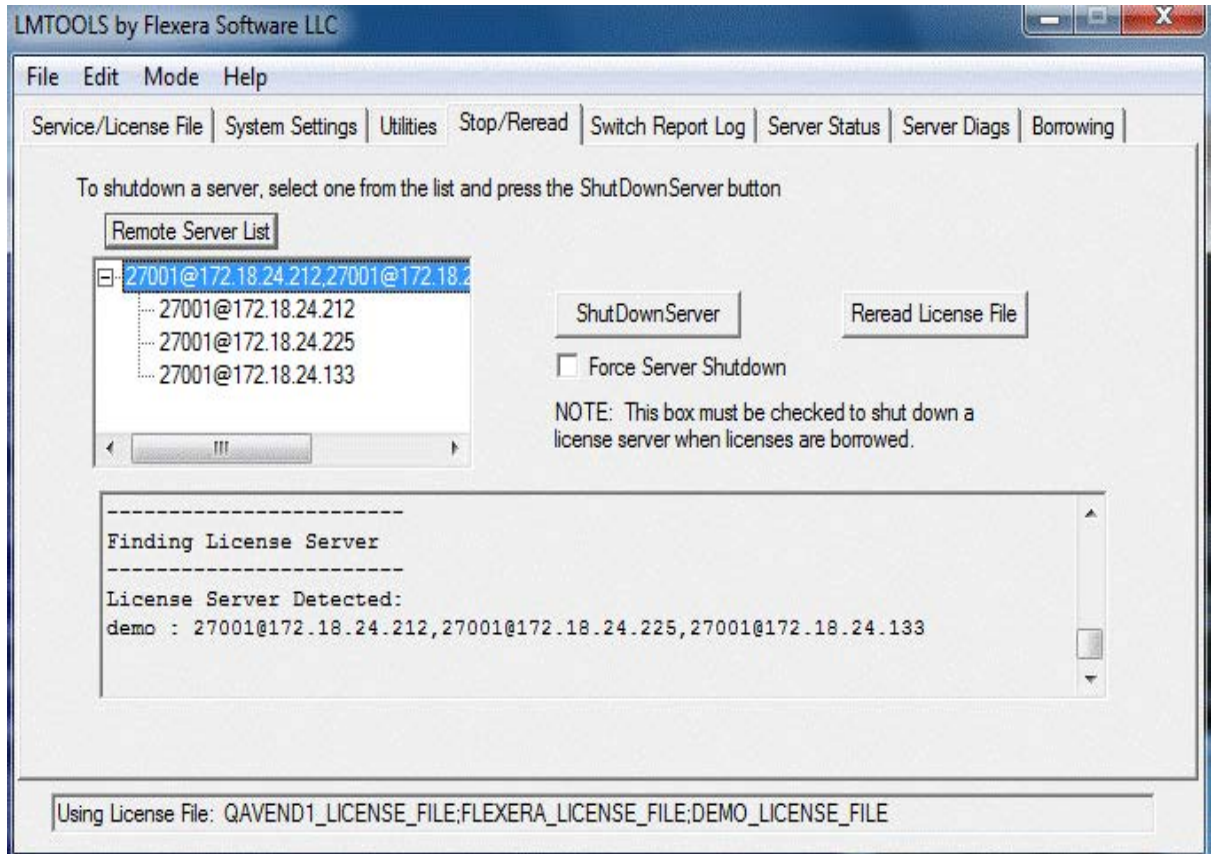 LMTOOLS by Flexera Software LLC
File Edit Mode Help
Service/License File System Settings Utilities Stop/Reread Switch Report Log Server Status Server Diags Borrowing
To shutdown a server, select one from the list and press the ShutDownServer button
Remote Server List
27001@172.18.24.212,27001@172.18.2
27001@172.18.24.212
27001@172.18.24.225
27001@172.18.24.133
ShutDownServer
Reread License File
Force Server Shutdown
NOTE: This box must be checked to shut down a
license server when licenses are borrowed.
------------------------
Finding License Server
------------------------
License Server Detected:
demo : 27001@172.18.24.212,27001@172.18.24.225,27001@172.18.24.133
Using License File: QAVEND1_LICENSE_FILE;FLEXERA_LICENSE_FILE;DEMO_LICENSE_FILE